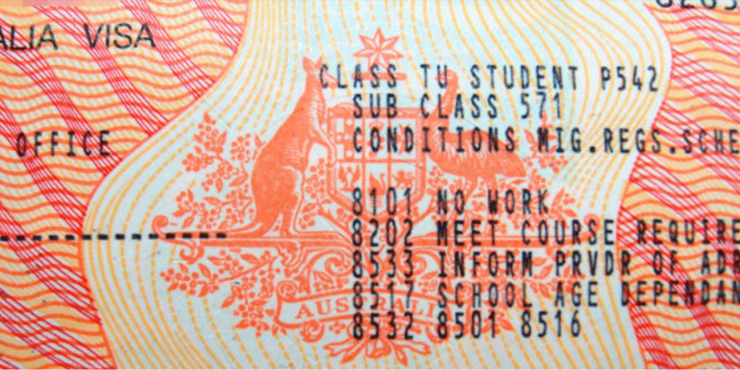 ALIA VISA
CLASS TU STUDENT P542
SUB CLASS 571
OFFICE CONDITIONS MIG.REGS.SCHE
8101 NO WORK
8202 MEET COURSE REQUIRE
8533 INFORM PRVDR OF ADR
8517 SCHOOL AGE DEPENDAN
AUSTRALI
8532 8501 8516